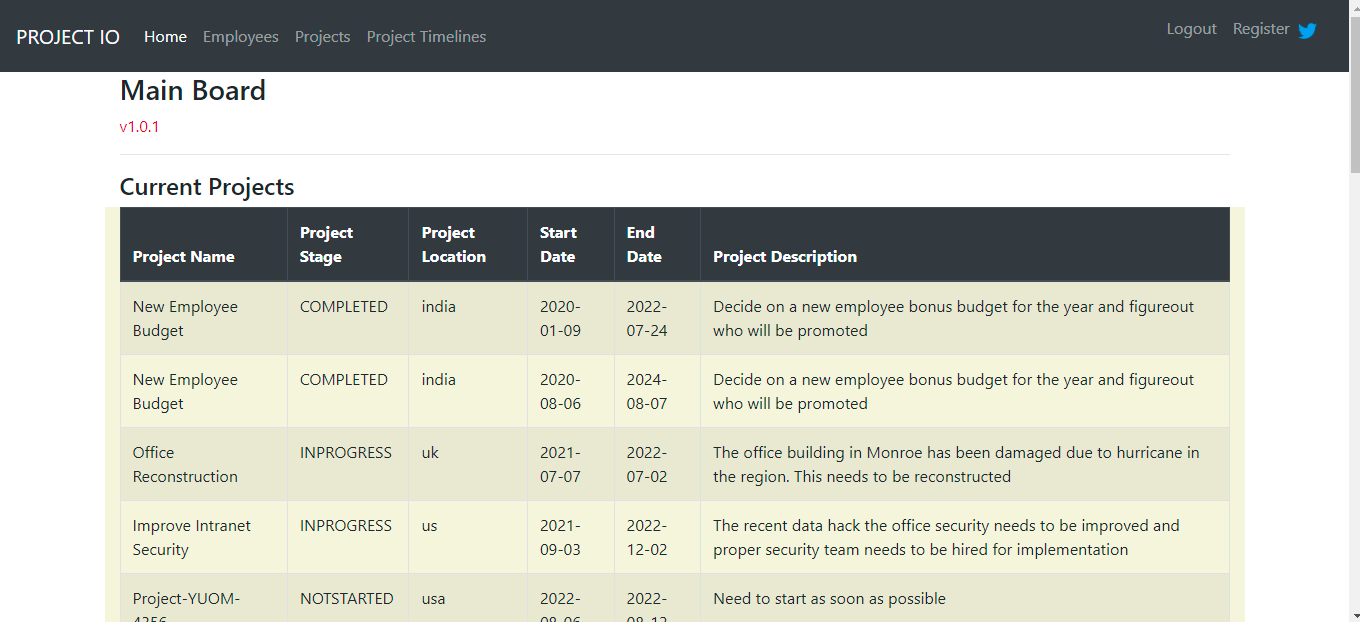 PROJECT IO Home Employees Projects Project Timelines Logout Register
Main Board
v1.0.1
Current Projects
Project Name Project Stage Project Location Start Date End Date Project Description
New Employee Budget COMPLETED india 2020-01-09 2022-07-24 Decide on a new employee bonus budget for the year and figureout who will be promoted
New Employee Budget COMPLETED india 2020-08-06 2024-08-07 Decide on a new employee bonus budget for the year and figureout who will be promoted
Office Reconstruction INPROGRESS uk 2021-07-07 2022-07-02 The office building in Monroe has been damaged due to hurricane in the region. This needs to be reconstructed
Improve Intranet Security INPROGRESS us 2021-09-03 2022-12-02 The recent data hack the office security needs to be improved and proper security team needs to be hired for implementation
Project-YUOM- NOTSTARTED usa 2022- 2022- Need to start as soon as possible